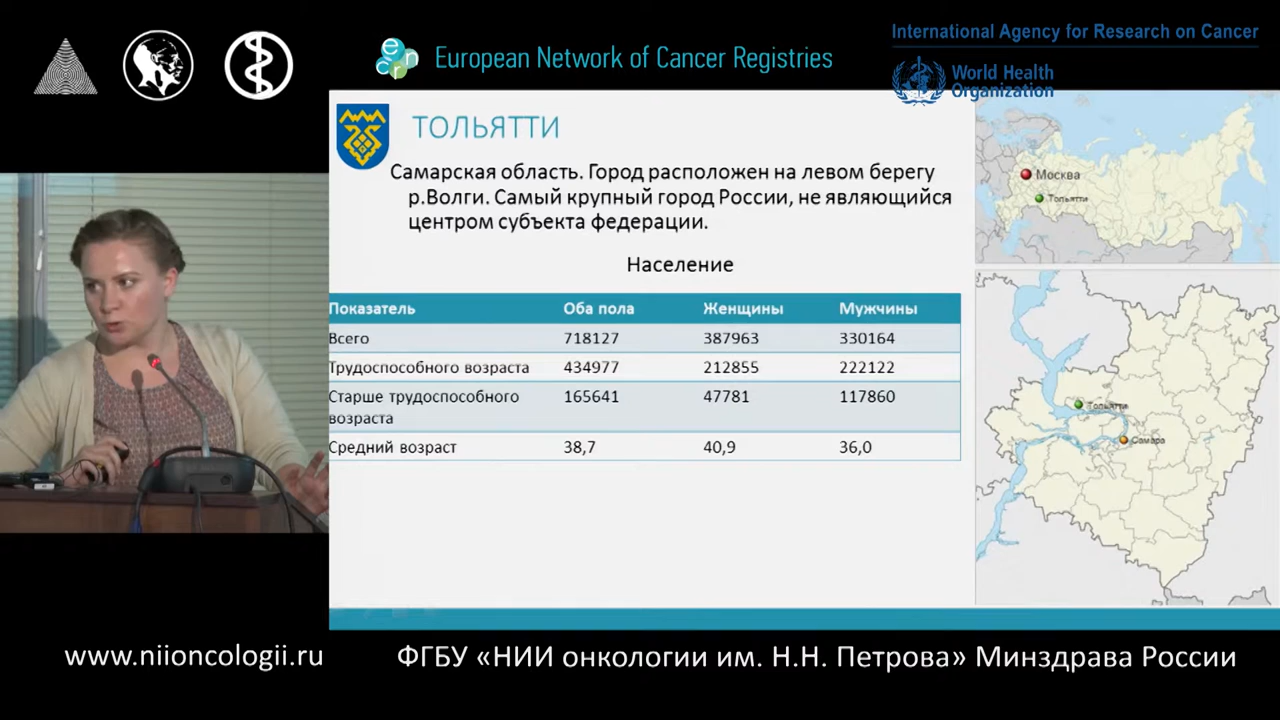 European Network of Cancer Registries
International Agency for Research on Cancer
World Health
Organization
ТОЛЬЯТТИ
Самарская область. Город расположен на левом берегу
р.Волги. Самый крупный город России, не являющийся
центром субъекта федерации.
Население
Показатель Оба пола Женщины Мужчины
Всего 718127 387963 330164
Трудоспособного возраста 434977 212855 222122
Старше трудоспособного 165641 47781 117860
возраста
Средний возраст 38,7 40,9 36,0
Москва
Тольятти
Тольятти
Самара
www.niioncologii.ru
ФГБУ «НИИ онкологии им. Н.Н. Петрова» Минздрава России